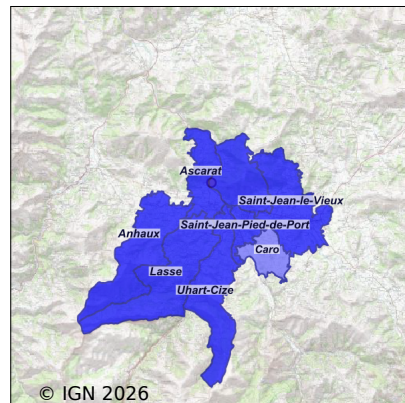 Ascarat
Saint-Jean-le-Vieux
Saint-Jean-Pied-de-Port
Anhaux
Caro
Lasse
Uhart-Cize
© IGN 2026